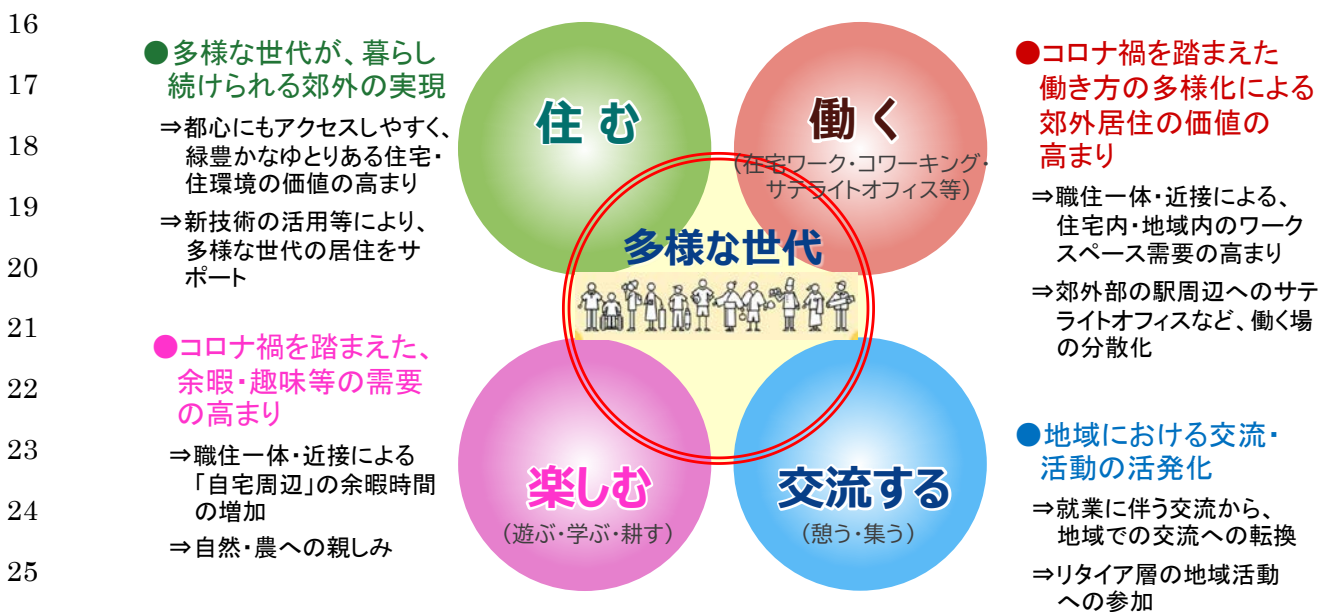 16
17
18
19
20
21
22
23
24
25
●多様な世代が、暮らし
続けられる郊外の実現
⇒都心にもアクセスしやすく、
緑豊かなゆとりある住宅・
住環境の価値の高まり
⇒新技術の活用等により、
多様な世代の居住をサ
ポート
●コロナ禍を踏まえた、
余暇・趣味等の需要
の高まり
⇒職住一体・近接による
「自宅周辺」の余暇時間
の増加
⇒自然・農への親しみ
住む
働く
(在宅ワーク・コワーキング・
サテライトオフィス等)
多様な世代
楽しむ
(遊ぶ・学ぶ・耕す)
交流する
(憩う・集う)
●コロナ禍を踏まえた
働き方の多様化による
郊外居住の価値の
高まり
⇒職住一体・近接による、
住宅内・地域内のワーク
スペース需要の高まり
⇒郊外部の駅周辺へのサテ
ライトオフィスなど、働く場
の分散化
●地域における交流・
活動の活発化
⇒就業に伴う交流から、
地域での交流への転換
⇒リタイア層の地域活動
への参加